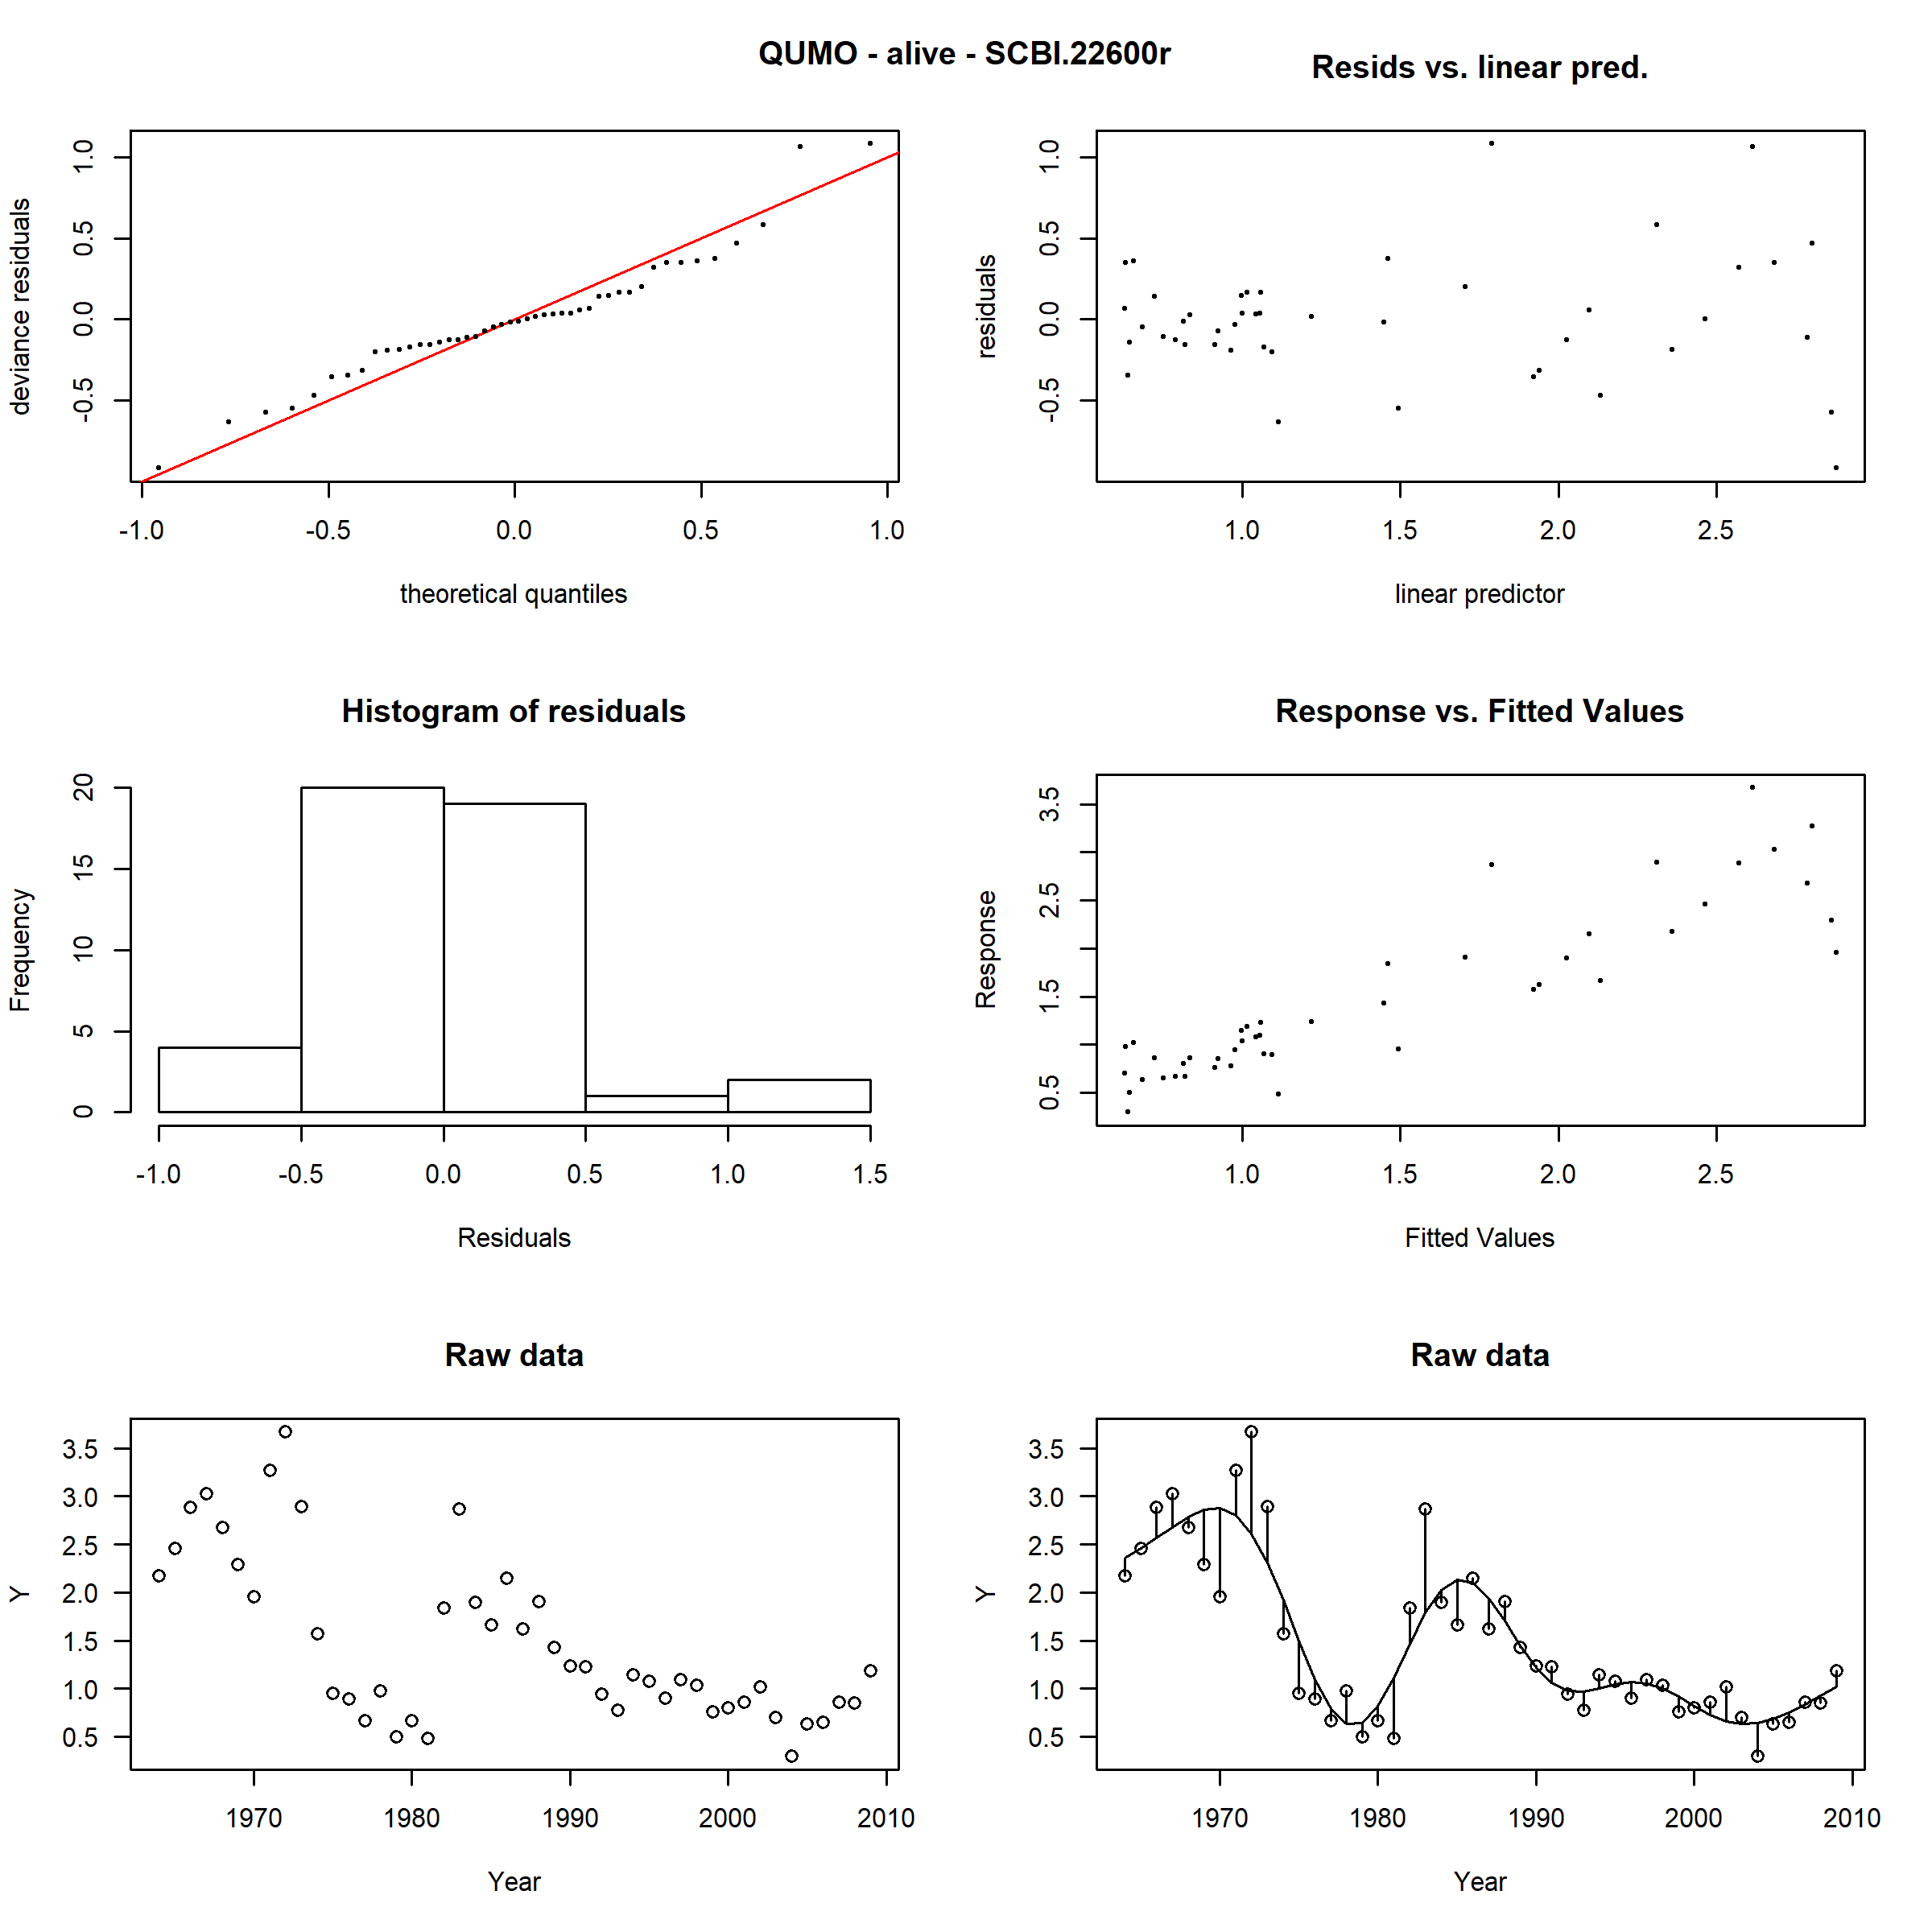 QUMO - alive - SCBI.22600r
Resids vs. linear pred.
deviance residuals
1.0
0.5
0.0
-0.5
-1.0 -0.5 0.0 0.5 1.0
theoretical quantiles
residuals
1.0
0.5
0.0
-0.5
1.0 1.5 2.0 2.5
linear predictor
Histogram of residuals
Frequency
20
15
10
5
0
-1.0 -0.5 0.0 0.5 1.0 1.5
Residuals
Response vs. Fitted Values
Response
3.5
2.5
1.5
0.5
1.0 1.5 2.0 2.5
Fitted Values
Raw data
Y
3.5
3.0
2.5
2.0
1.5
1.0
0.5
1970 1980 1990 2000 2010
Year
Raw data
Y
3.5
3.0
2.5
2.0
1.5
1.0
0.5
1970 1980 1990 2000 2010
Year